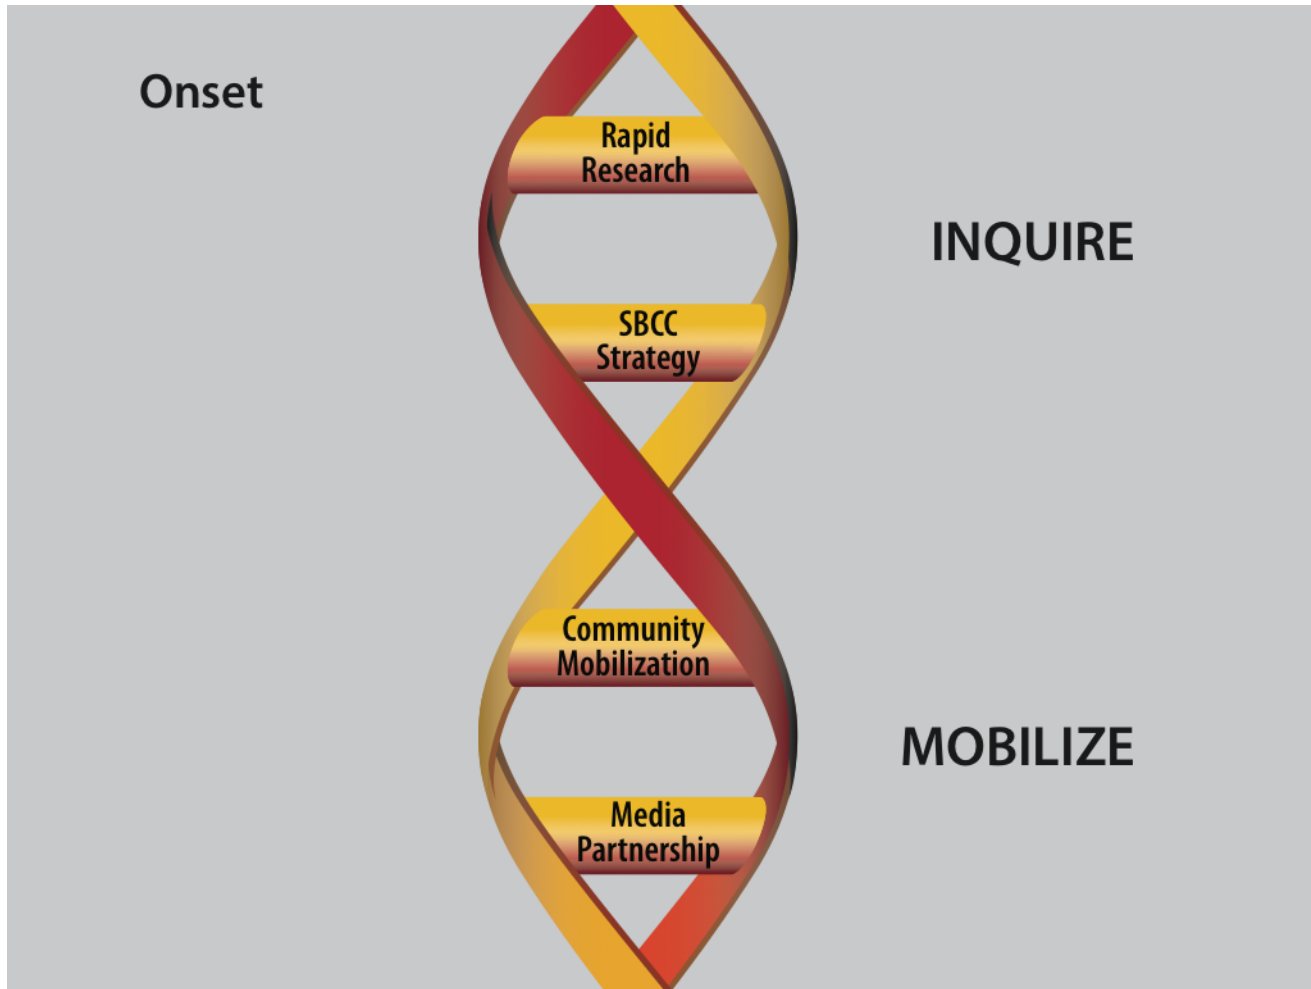 Onset
Rapid
Research
INQUIRE
SBCC
Strategy
Community
Mobilization
MOBILIZE
Media
Partnership